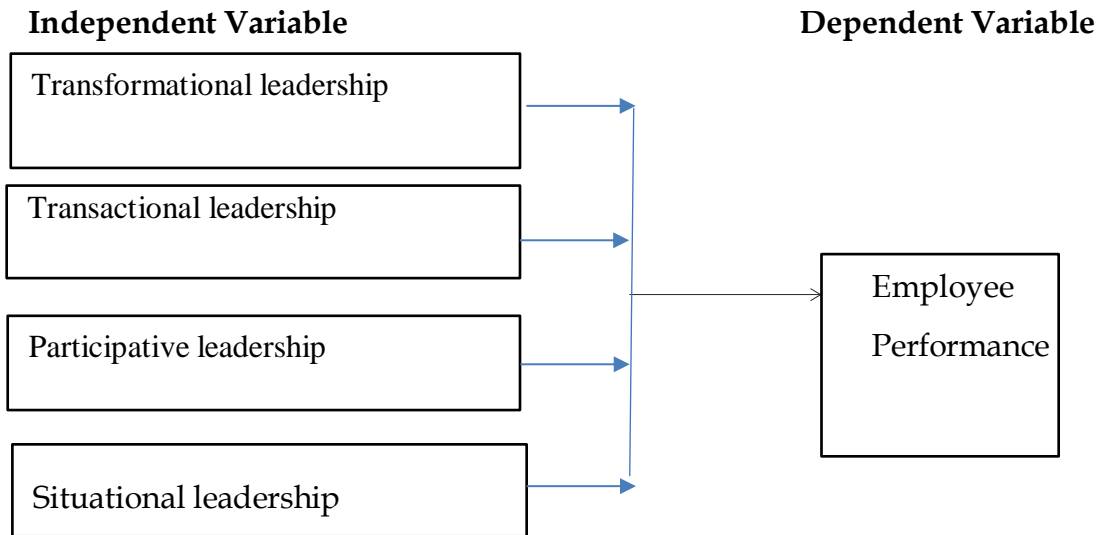 Independent Variable
Dependent Variable
Transformational leadership
Transactional leadership
Participative leadership
Situational leadership
Employee
Performance